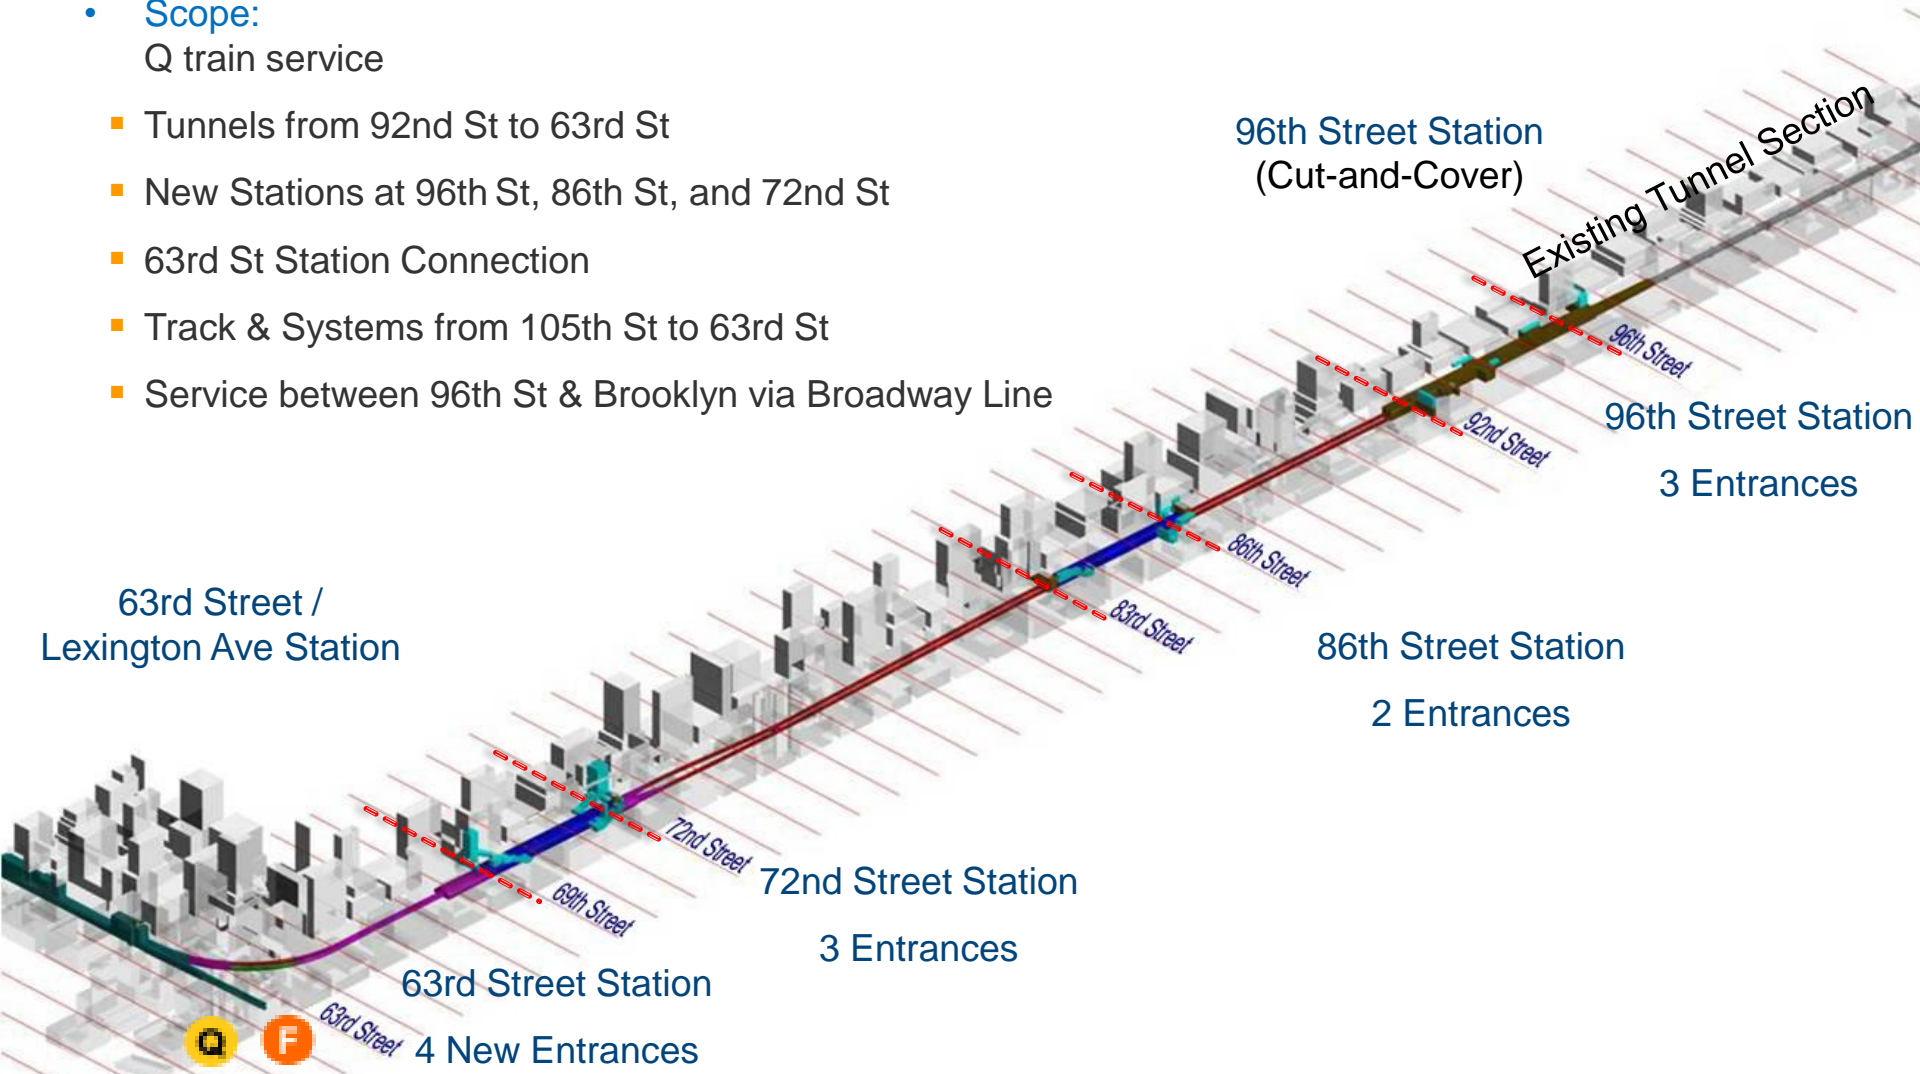 • Scope:
Q train service
▪ Tunnels from 92nd St to 63rd St
▪ New Stations at 96th St, 86th St, and 72nd St
▪ 63rd St Station Connection
▪ Track & Systems from 105th St to 63rd St
▪ Service between 96th St & Brooklyn via Broadway Line
96th Street Station
(Cut-and-Cover)
Existing Tunnel Section
96th Street
96th Street Station
3 Entrances
92nd Street
86th Street
83rd Street
86th Street Station
2 Entrances
63rd Street /
Lexington Ave Station
72nd Street
72nd Street Station
3 Entrances
69th Street
63rd Street Station
4 New Entrances
63rd Street
Q
F